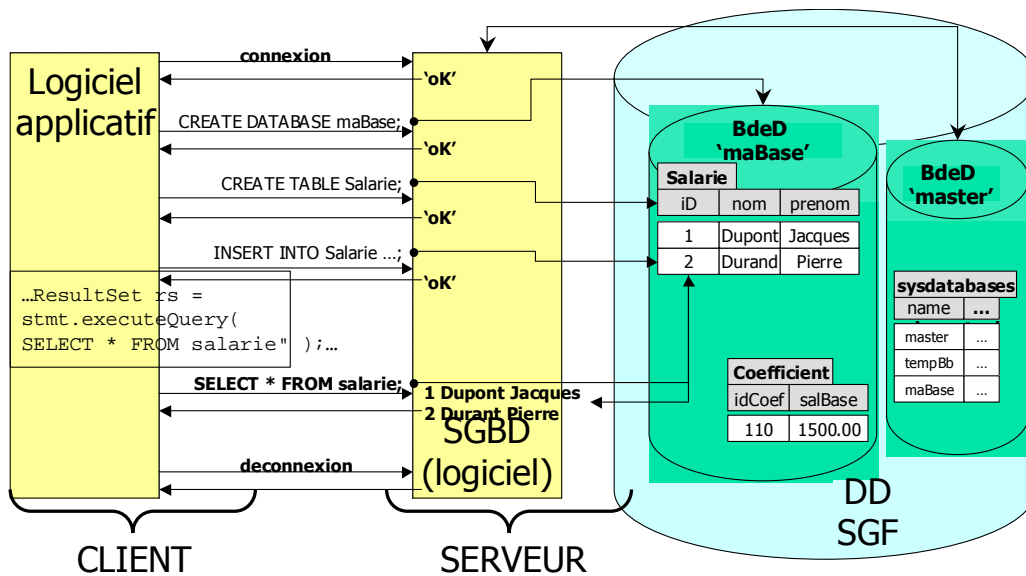 Logiciel
applicatif
connexion
'oK'
CREATE DATABASE maBase;
'oK'
CREATE TABLE Salarie;
'oK'
INSERT INTO Salarie ...;
'oK'
...ResultSet rs =
stmt.executeQuery(
SELECT * FROM salarie" );...
SELECT * FROM salarie;
1 Dupont Jacques
2 Durant Pierre
SGBD
(logiciel)
deconnexion
CLIENT
SERVEUR
BdeD
'maBase'
Salarie
iD nom prenom
1 Dupont Jacques
2 Durand Pierre
Coefficient
idCoef salBase
110 1500.00
BdeD
'master'
sysdatabases
name ...
master ...
tempBb ...
maBase ...
DD
SGF